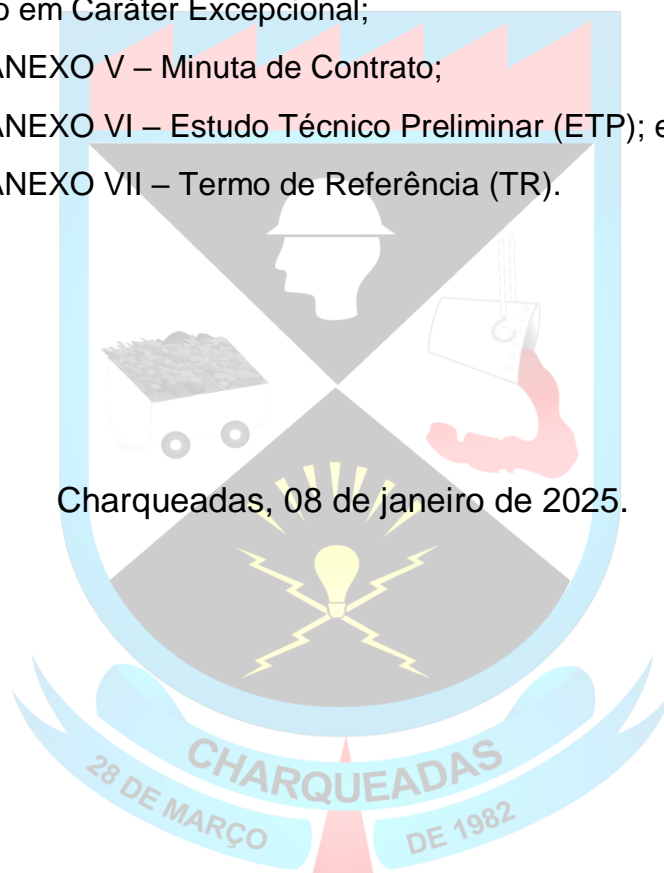 o em Caráter Excepcional;
ANEXO V – Minuta de Contrato;
ANEXO VI – Estudo Técnico Preliminar (ETP); e
ANEXO VII – Termo de Referência (TR).
Charqueadas, 08 de janeiro de 2025.
CHARQUEADAS
28 DE MARÇO
DE 1982